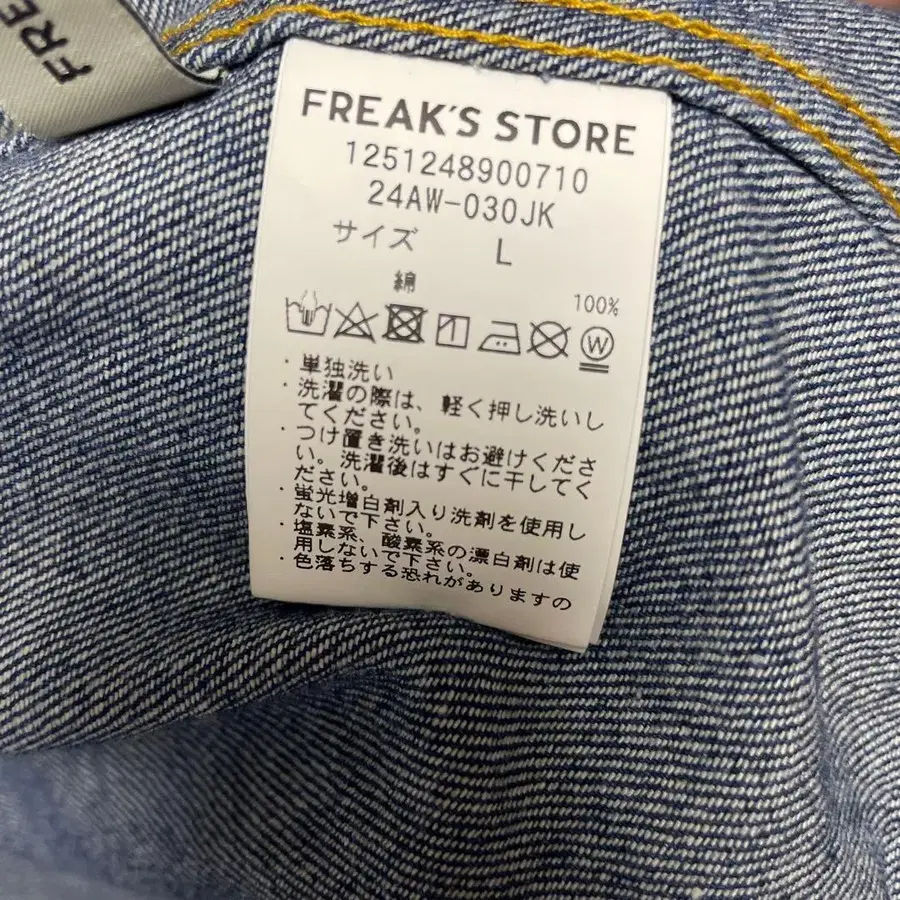 FRE
FREAK'S STORE
1251248900710
24AW-030JK
サイズ L
綿 100%
W
・単独洗い
・洗濯の際は、軽く押し洗いし
てください。
・つけ置き洗いはお避けくださ
い。洗濯後はすぐに干してく
ださい。
・蛍光増白剤入り洗剤を使用し
ないで下さい。
・塩素系、酸素系の漂白剤は使
用しないで下さい。
・色落ちする恐れがありますの